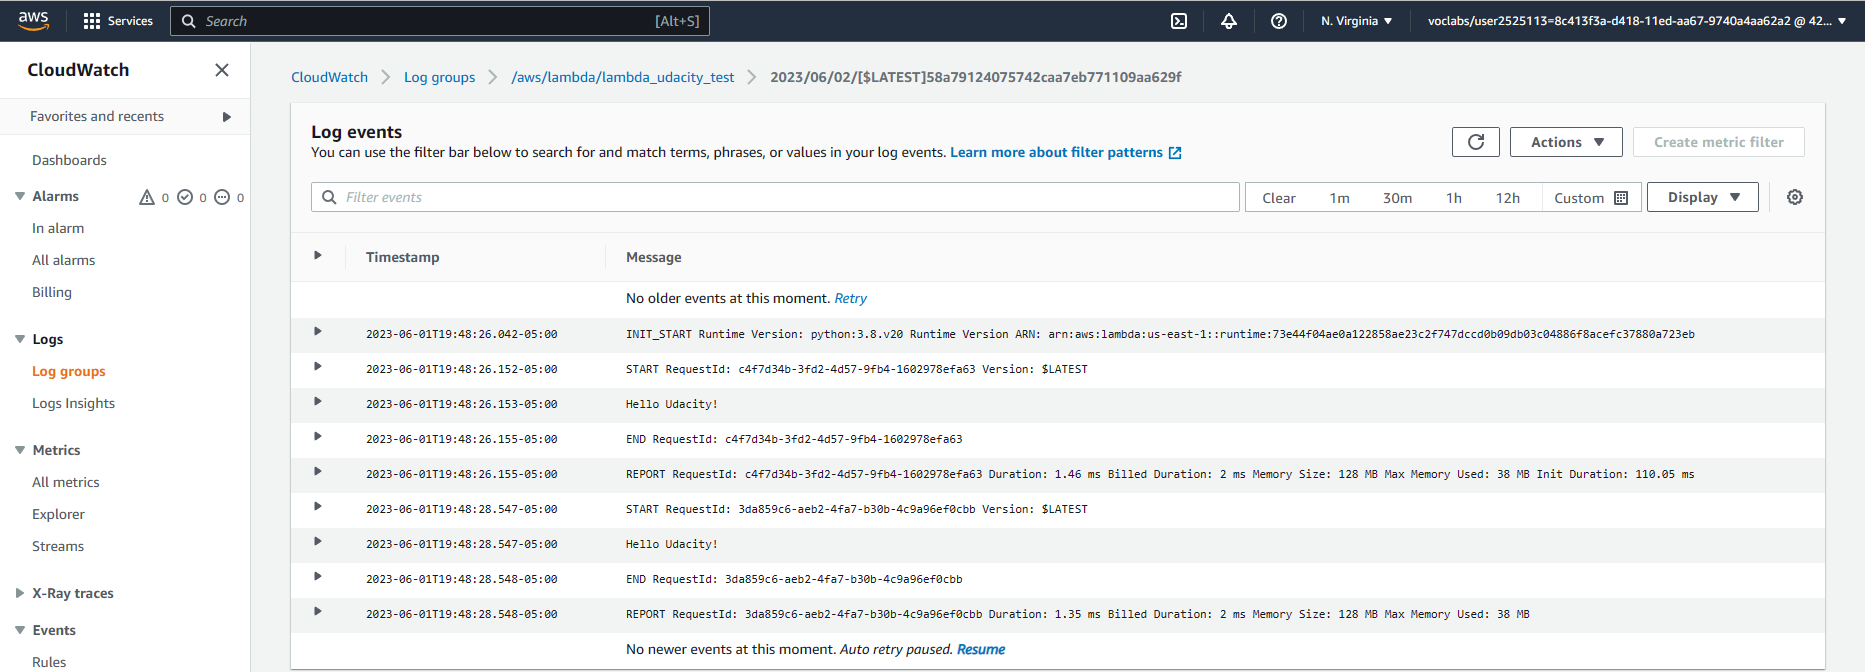 aws Services Search [Alt+S] N. Virginia voclabs/user2525113=8c413f3a-d418-11ed-aa67-9740a4aa62a2 @ 42...
CloudWatch
Favorites and recents
Dashboards
Alarms 0 0 0
In alarm
All alarms
Billing
Logs
Log groups
Logs Insights
Metrics
All metrics
Explorer
Streams
X-Ray traces
Events
Rules
CloudWatch Log groups /aws/lambda/lambda_udacity_test 2023/06/02/[$LATEST]58a79124075742caa7eb771109aa629f
Log events
You can use the filter bar below to search for and match terms, phrases, or values in your log events. Learn more about filter patterns
Actions Create metric filter
Filter events Clear 1m 30m 1h 12h Custom Display
Timestamp Message
No older events at this moment. Retry
2023-06-01T19:48:26.042-05:00 INIT_START Runtime Version: python:3.8.v20 Runtime Version ARN: arn:aws:lambda:us-east-1::runtime:73e44f04ae0a122858ae23c2f747dccd0b09db03c04886f8acefc37880a723eb
2023-06-01T19:48:26.152-05:00 START RequestId: c4f7d34b-3fd2-4d57-9fb4-1602978efa63 Version: $LATEST
2023-06-01T19:48:26.153-05:00 Hello Udacity!
2023-06-01T19:48:26.155-05:00 END RequestId: c4f7d34b-3fd2-4d57-9fb4-1602978efa63
2023-06-01T19:48:26.155-05:00 REPORT RequestId: c4f7d34b-3fd2-4d57-9fb4-1602978efa63 Duration: 1.46 ms Billed Duration: 2 ms Memory Size: 128 MB Max Memory Used: 38 MB Init Duration: 110.05 ms
2023-06-01T19:48:28.547-05:00 START RequestId: 3da859c6-aeb2-4fa7-b30b-4c9a96ef0cbb Version: $LATEST
2023-06-01T19:48:28.547-05:00 Hello Udacity!
2023-06-01T19:48:28.548-05:00 END RequestId: 3da859c6-aeb2-4fa7-b30b-4c9a96ef0cbb
2023-06-01T19:48:28.548-05:00 REPORT RequestId: 3da859c6-aeb2-4fa7-b30b-4c9a96ef0cbb Duration: 1.35 ms Billed Duration: 2 ms Memory Size: 128 MB Max Memory Used: 38 MB
No newer events at this moment. Auto retry paused. Resume